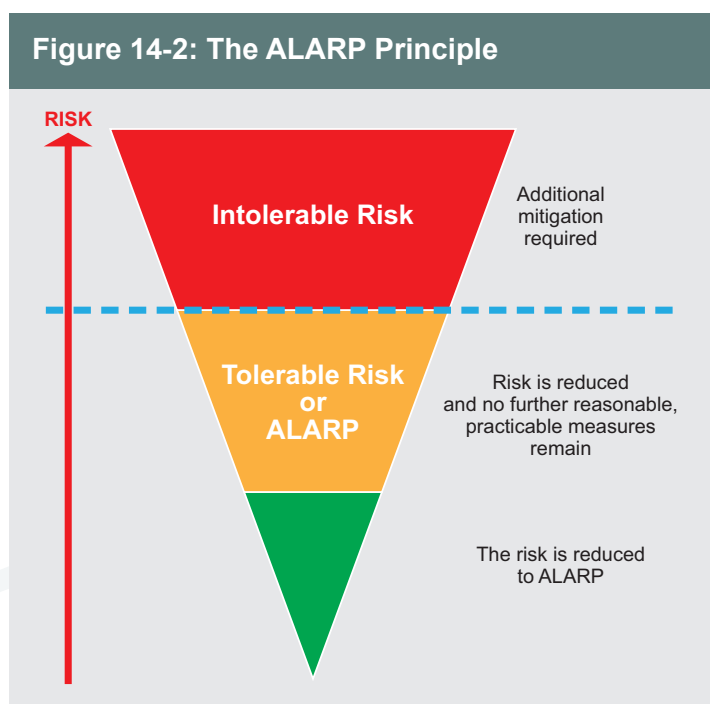 Figure 14-2: The ALARP Principle
RISK
Intolerable Risk
Additional
mitigation
required
Tolerable Risk
or
ALARP
Risk is reduced
and no further reasonable,
practicable measures
remain
The risk is reduced
to ALARP